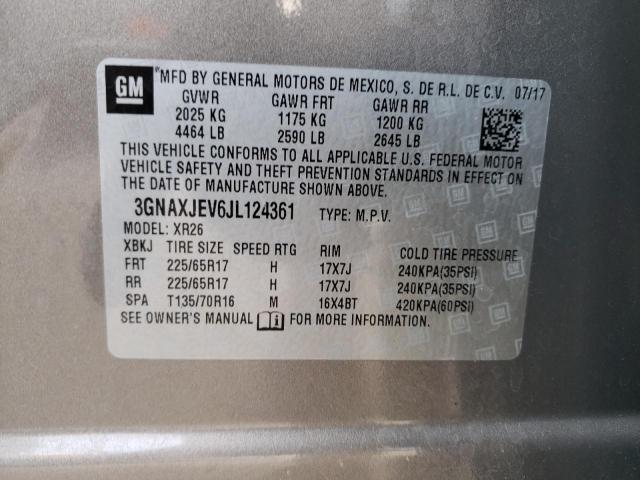 GM *MFD BY GENERAL MOTORS DE MEXICO, S. DE R.L. DE C.V. 07/17
GVWR GAWR FRT GAWR RR
2025 KG 1175 KG 1200 KG
4464 LB 2590 LB 2645 LB
THIS VEHICLE CONFORMS TO ALL APPLICABLE U.S. FEDERAL MOTOR
VEHICLE SAFETY AND THEFT PREVENTION STANDARDS IN EFFECT ON
THE DATE OF MANUFACTURE SHOWN ABOVE.
3GNAXJEV6JL124361 TYPE: M.P.V.
MODEL: XR26
XBKJ TIRE SIZE SPEED RTG RIM COLD TIRE PRESSURE
FRT 225/65R17 H 17X7J 240KPA(35PSI)
RR 225/65R17 H 17X7J 240KPA(35PSI)
SPA T135/70R16 M 16X4BT 420KPA(60PSI)
SEE OWNER'S MANUAL FOR MORE INFORMATION.